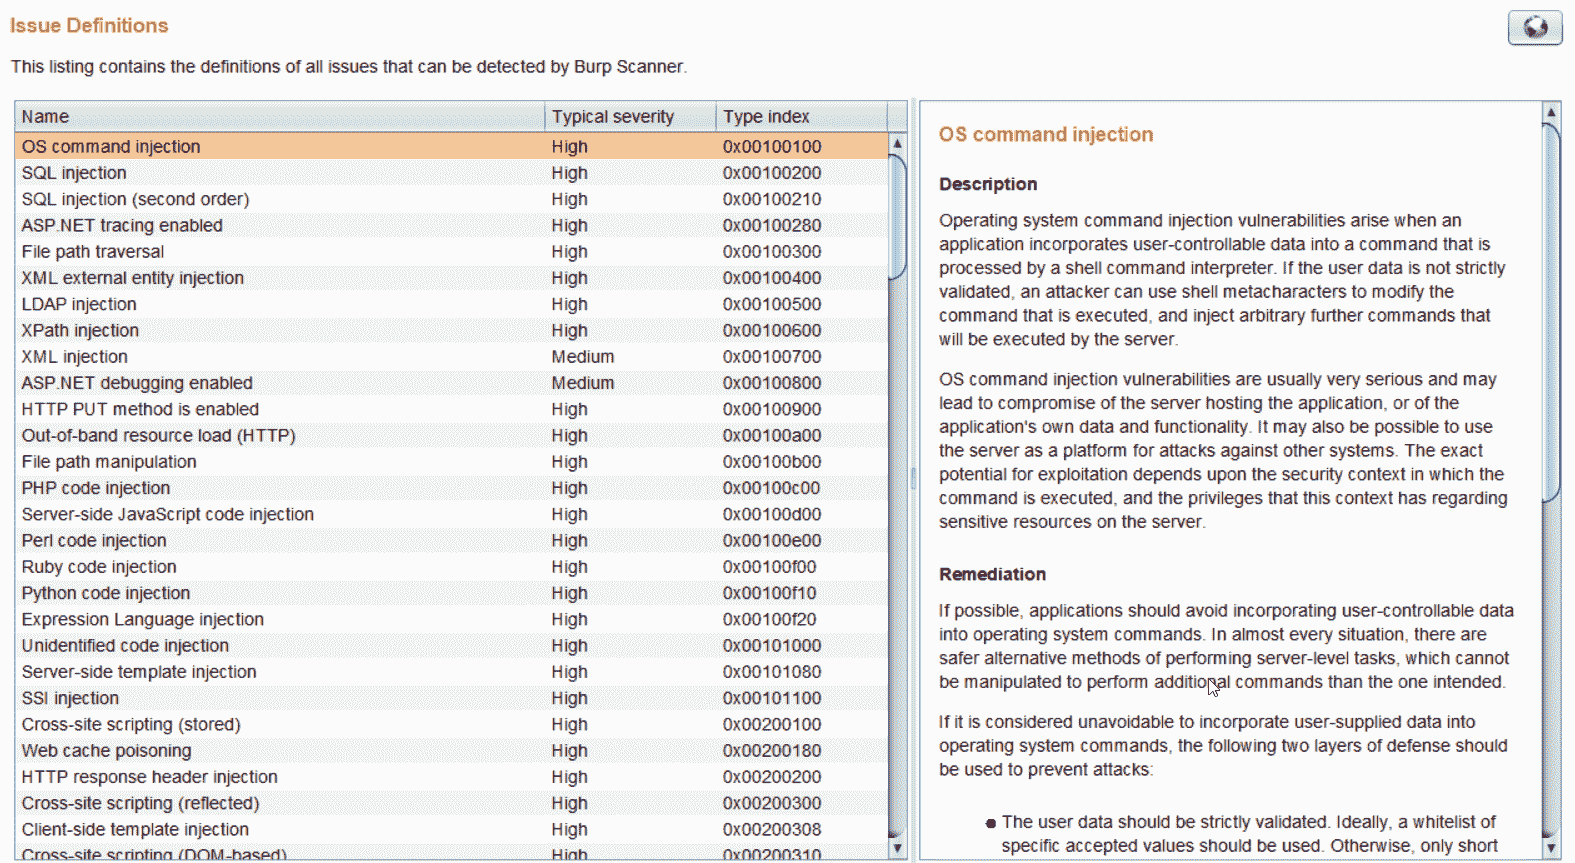 Issue Definitions
This listing contains the definitions of all issues that can be detected by Burp Scanner.
Name Typical severity Type index
OS command injection High 0x00100100
SQL injection High 0x00100200
SQL injection (second order) High 0x00100210
ASP.NET tracing enabled High 0x00100280
File path traversal High 0x00100300
XML external entity injection High 0x00100400
LDAP injection High 0x00100500
XPath injection High 0x00100600
XML injection Medium 0x00100700
ASP.NET debugging enabled Medium 0x00100800
HTTP PUT method is enabled High 0x00100900
Out-of-band resource load (HTTP) High 0x00100a00
File path manipulation High 0x00100b00
PHP code injection High 0x00100c00
Server-side JavaScript code injection High 0x00100d00
Perl code injection High 0x00100e00
Ruby code injection High 0x00100f00
Python code injection High 0x00100f10
Expression Language injection High 0x00100f20
Unidentified code injection High 0x00101000
Server-side template injection High 0x00101080
SSI injection High 0x00101100
Cross-site scripting (stored) High 0x00200100
Web cache poisoning High 0x00200180
HTTP response header injection High 0x00200200
Cross-site scripting (reflected) High 0x00200300
Client-side template injection High 0x00200308
Cross-site scripting (DOM-based) High 0x00200310
OS command injection
Description
Operating system command injection vulnerabilities arise when an
application incorporates user-controllable data into a command that is
processed by a shell command interpreter. If the user data is not strictly
validated, an attacker can use shell metacharacters to modify the
command that is executed, and inject arbitrary further commands that
will be executed by the server.
OS command injection vulnerabilities are usually very serious and may
lead to compromise of the server hosting the application, or of the
application's own data and functionality. It may also be possible to use
the server as a platform for attacks against other systems. The exact
potential for exploitation depends upon the security context in which the
command is executed, and the privileges that this context has regarding
sensitive resources on the server.
Remediation
If possible, applications should avoid incorporating user-controllable data
into operating system commands. In almost every situation, there are
safer alternative methods of performing server-level tasks, which cannot
be manipulated to perform additional commands than the one intended.
If it is considered unavoidable to incorporate user-supplied data into
operating system commands, the following two layers of defense should
be used to prevent attacks:
● The user data should be strictly validated. Ideally, a whitelist of
specific accepted values should be used. Otherwise, only short